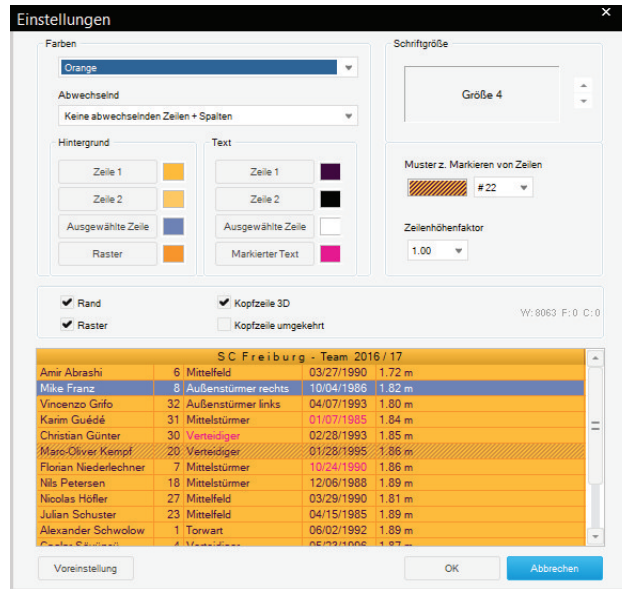 Einstellungen
Farben
Orange
Abwechselnd
Keine abwechselnden Zeilen + Spalten
Hintergrund
Zeile 1
Zeile 2
Ausgewählte Zeile
Raster
Text
Zeile 1
Zeile 2
Ausgewählte Zeile
Markierter Text
Schriftgröße
Größe 4
Muster z. Markieren von Zeilen
# 22
Zeilenhöhenfaktor
1.00
Rand
Kopfzeile 3D
Raster
Kopfzeile umgekehrt
W:8063 F:0 C:0
SC Freiburg - Team 2016 / 17
Amir Abrashi 6 Mittelfeld 03/27/1990 1.72 m
Mike Franz 8 Außenstürmer rechts 10/04/1986 1.82 m
Vincenzo Grifo 32 Außenstürmer links 04/07/1993 1.80 m
Karim Guédé 31 Mittelstürmer 01/07/1985 1.84 m
Christian Günter 30 Verteidiger 02/28/1993 1.85 m
Marc-Oliver Kempf 20 Verteidiger 01/28/1995 1.86 m
Florian Niederlechner 7 Mittelstürmer 10/24/1990 1.86 m
Nils Petersen 18 Mittelstürmer 12/06/1988 1.89 m
Nicolas Höfler 27 Mittelfeld 03/29/1990 1.81 m
Julian Schuster 23 Mittelfeld 04/15/1985 1.89 m
Alexander Schwolow 1 Torwart 06/02/1992 1.89 m
4 Verteidiger 05/23/1996 1.87 m
Voreinstellung
OK
Abbrechen